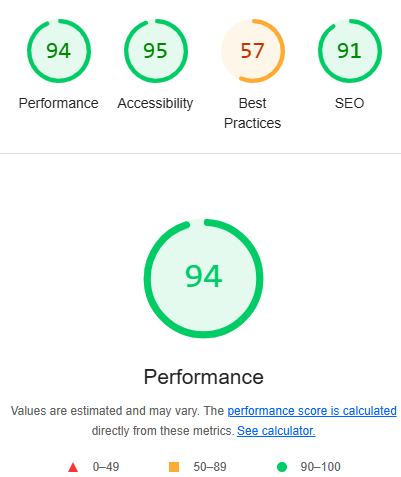 94 95 57 91
Performance Accessibility Best Practices SEO
94
Performance
Values are estimated and may vary. The performance score is calculated
directly from these metrics. See calculator.
0–49 50–89 90–100